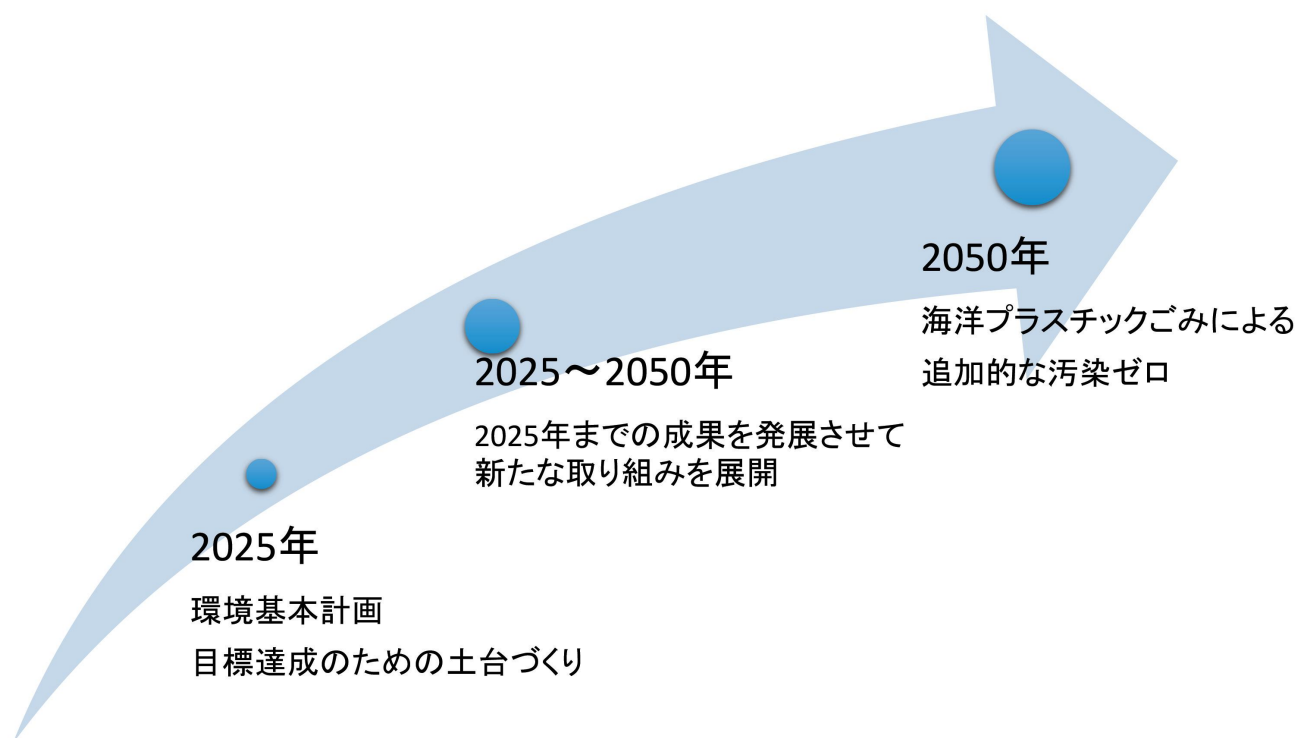 2025年
環境基本計画
目標達成のための土台づくり
2025～2050年
2025年までの成果を発展させて
新たな取り組みを展開
2050年
海洋プラスチックごみによる
追加的な汚染ゼロ